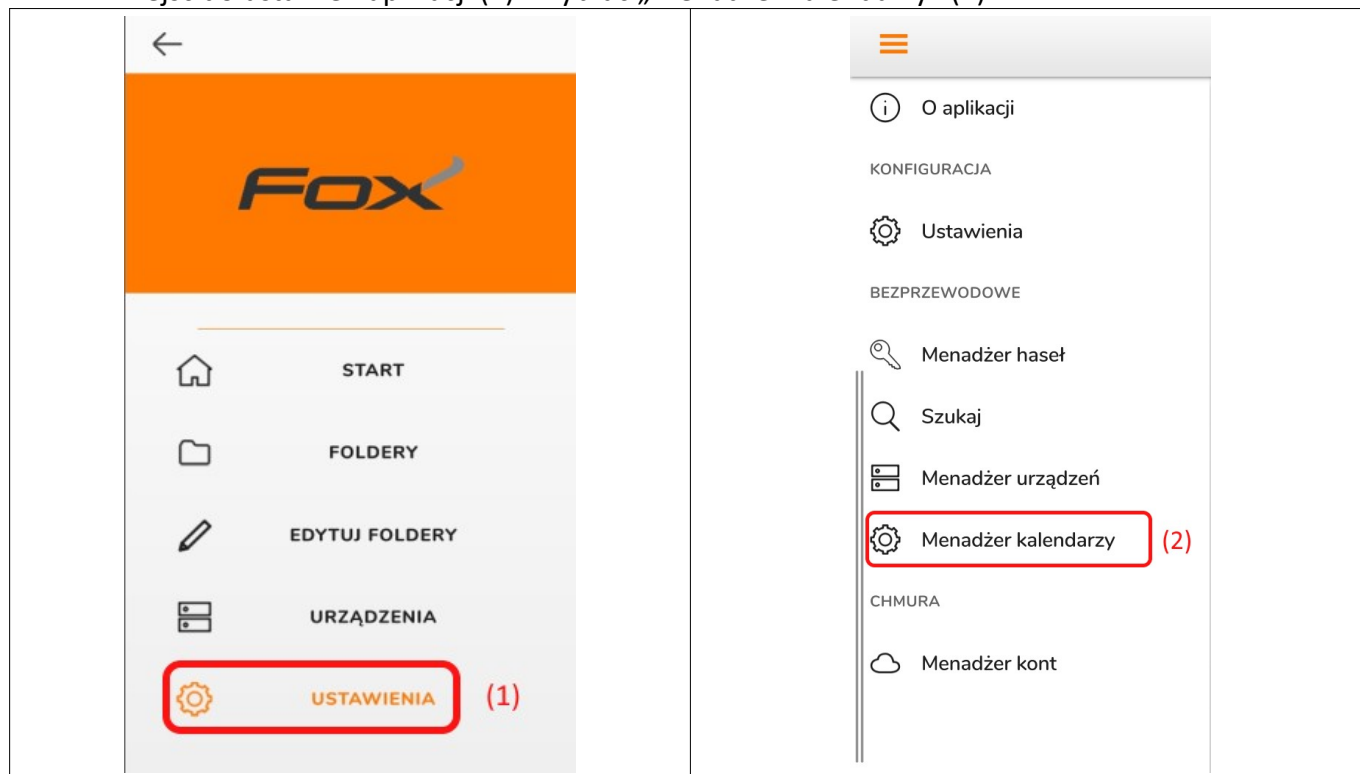 Fox
START
FOLDERY
EDYTUJ FOLDERY
URZĄDZENIA
USTAWIENIA (1)
O aplikacji
KONFIGURACJA
Ustawienia
BEZPRZEWODOWE
Menadżer haseł
Szukaj
Menadżer urządzeń
Menadżer kalendarzy (2)
CHMURA
Menadżer kont